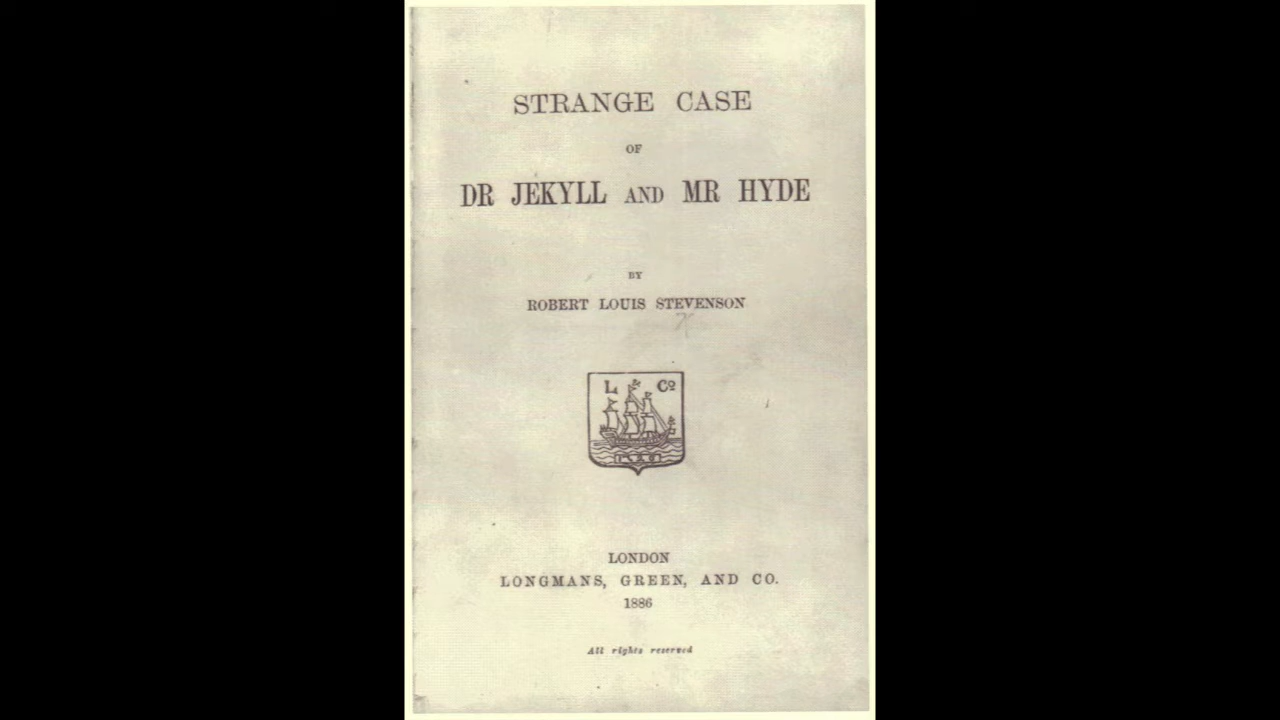 STRANGE CASE
OF
DR JEKYLL AND MR HYDE
BY
ROBERT LOUIS STEVENSON
L Co
LONDON
LONGMANS, GREEN, AND CO.
1886
All rights reserved